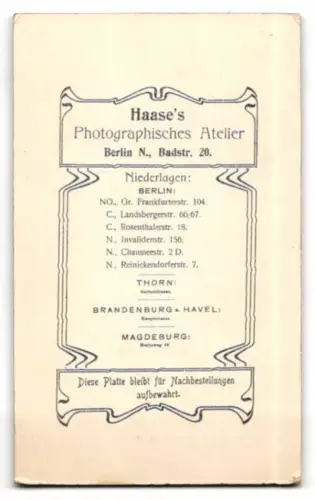 Haase's
Photographisches Atelier
Berlin N., Badstr. 20.
Niederlagen:
BERLIN:
NO., Gr. Frankfurterstr. 104.
C., Landsbergerstr. 66/67.
C., Rosenthalerstr. 18.
N., Invalidenstr. 156.
N., Chausseestr. 2 D.
N., Reinickendorferstr. 7.
THORN:
BRANDENBURG a. HAVEL:
MAGDEBURG:
Diese Platte bleibt für Nachbestellungen
aufbewahrt.